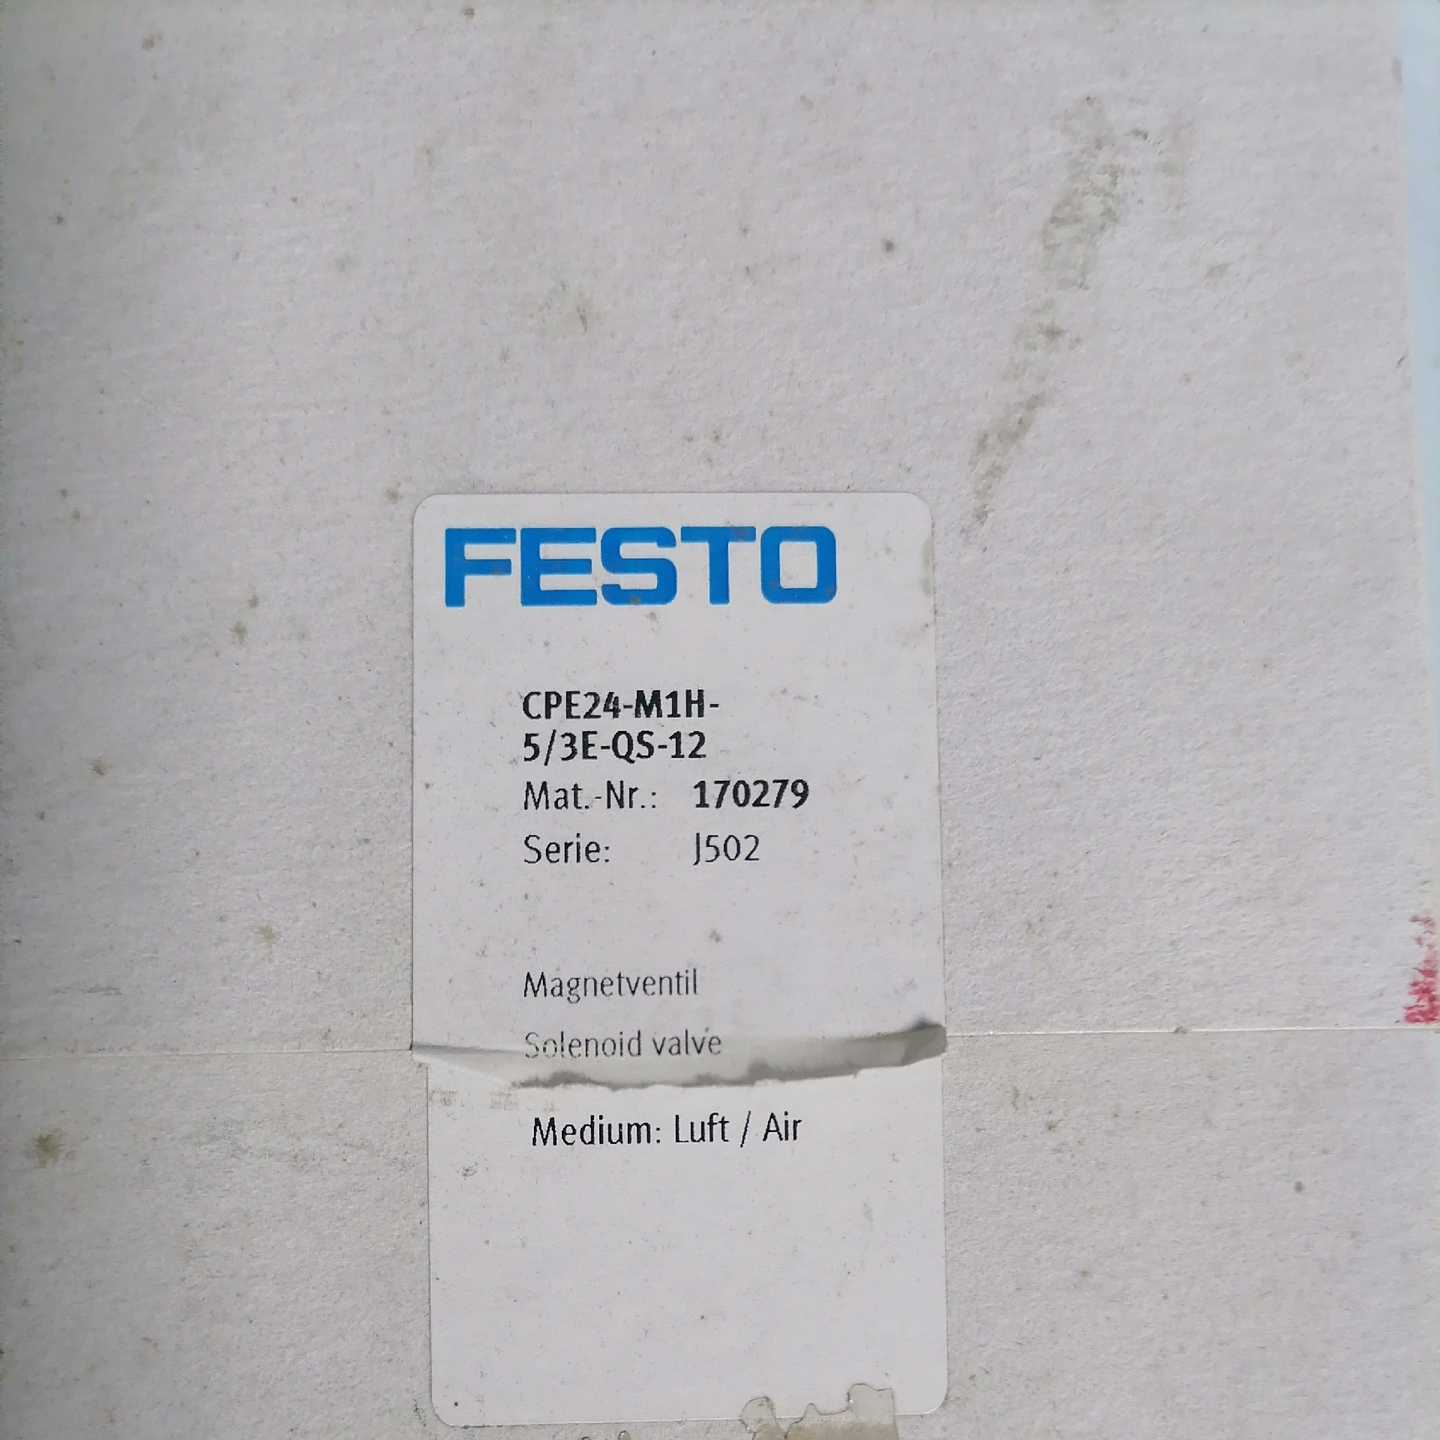 FESTO
CPE24-M1H-
5/3E-QS-12
Mat.-Nr.: 170279
Serie: J502
Magnetventil
Solenoid valve
Medium: Luft / Air